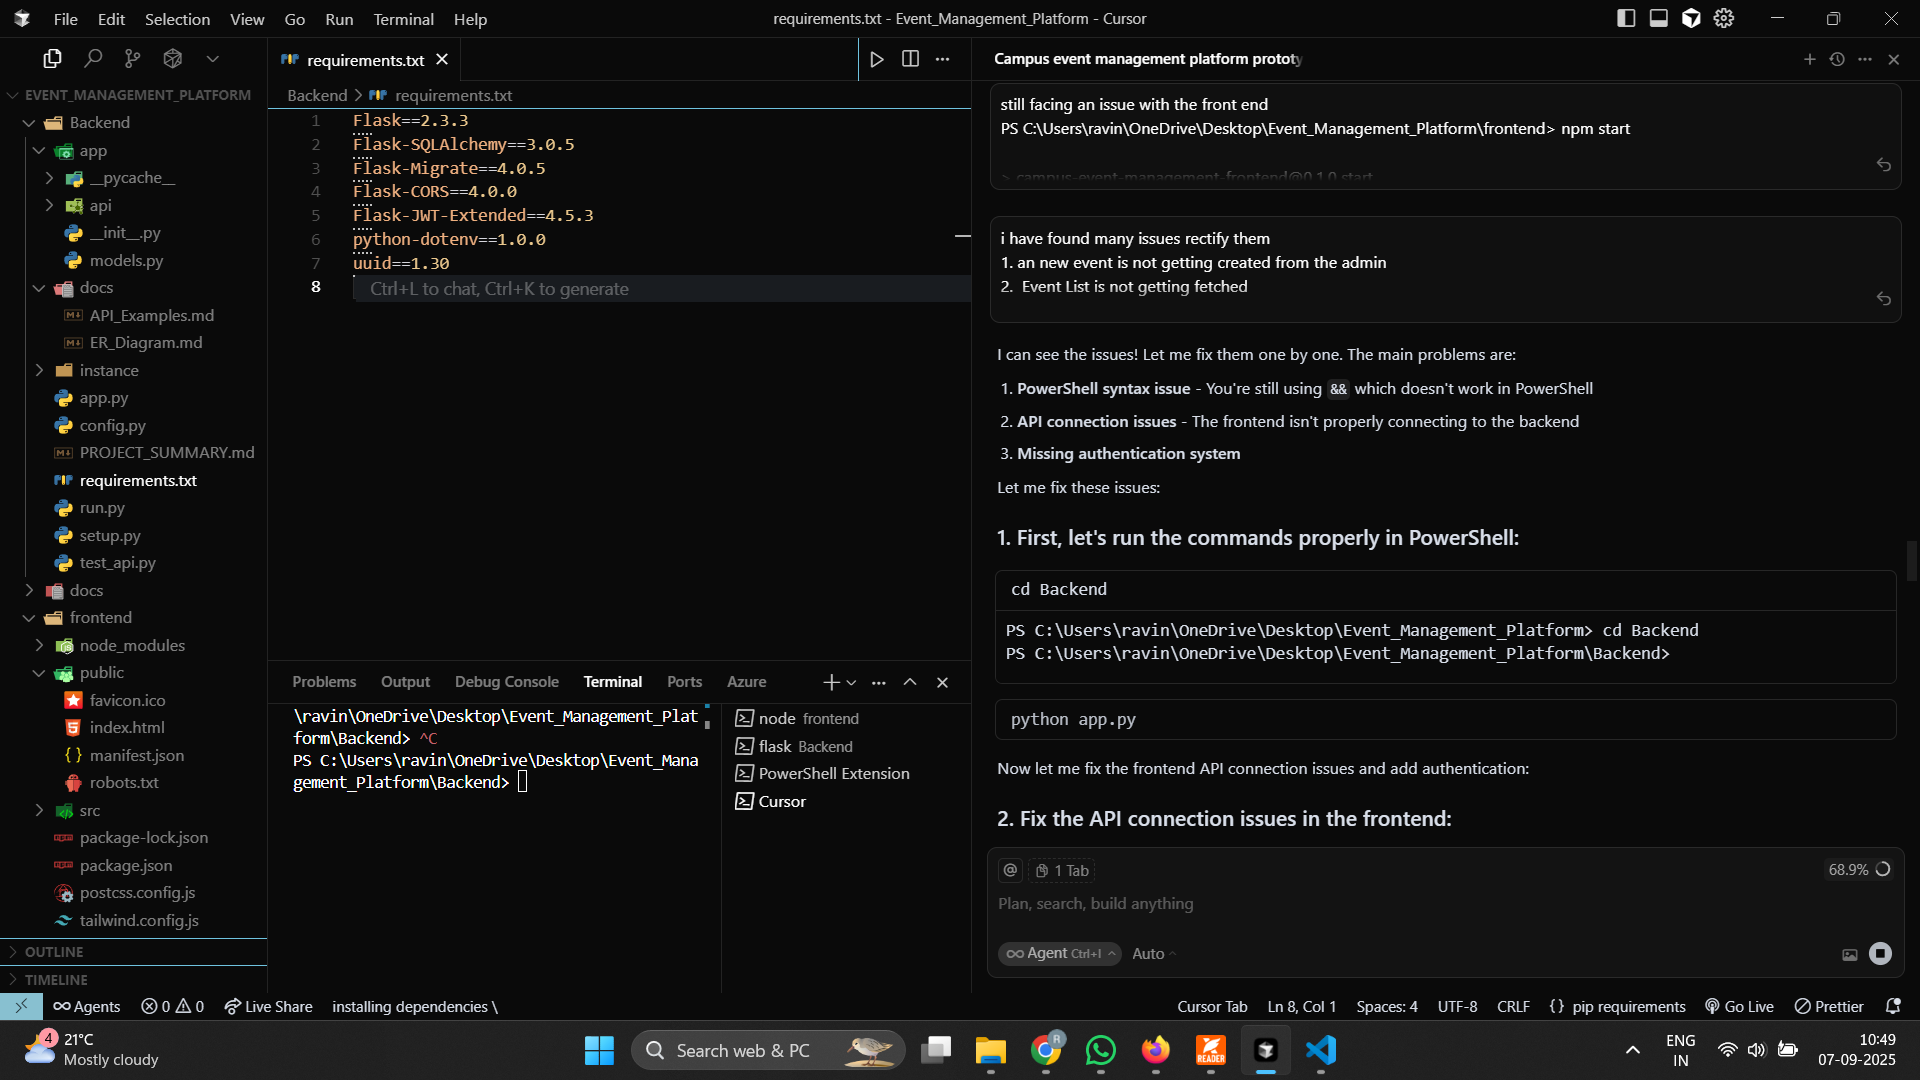 File Edit Selection View Go Run Terminal Help
requirements.txt - Event_Management_Platform - Cursor
EVENT_MANAGEMENT_PLATFORM
Backend
app
__pycache__
api
__init__.py
models.py
docs
API_Examples.md
ER_Diagram.md
instance
app.py
config.py
PROJECT_SUMMARY.md
requirements.txt
run.py
setup.py
test_api.py
docs
frontend
node_modules
public
favicon.ico
index.html
manifest.json
robots.txt
src
package-lock.json
package.json
postcss.config.js
tailwind.config.js
OUTLINE
TIMELINE
requirements.txt
Backend > requirements.txt
1 Flask==2.3.3
2 Flask-SQLAlchemy==3.0.5
3 Flask-Migrate==4.0.5
4 Flask-CORS==4.0.0
5 Flask-JWT-Extended==4.5.3
6 python-dotenv==1.0.0
7 uuid==1.30
8 Ctrl+L to chat, Ctrl+K to generate
Problems Output Debug Console Terminal Ports Azure
\ravin\OneDrive\Desktop\Event_Management_Plat
form\Backend> ^C
PS C:\Users\ravin\OneDrive\Desktop\Event_Mana
gement_Platform\Backend>
node frontend
flask Backend
PowerShell Extension
Cursor
Campus event management platform prototy
still facing an issue with the front end
PS C:\Users\ravin\OneDrive\Desktop\Event_Management_Platform\frontend> npm start
> campus-event-management-frontend@0.1.0 start
i have found many issues rectify them
1. an new event is not getting created from the admin
2. Event List is not getting fetched
I can see the issues! Let me fix them one by one. The main problems are:
1. PowerShell syntax issue - You're still using && which doesn't work in PowerShell
2. API connection issues - The frontend isn't properly connecting to the backend
3. Missing authentication system
Let me fix these issues:
1. First, let's run the commands properly in PowerShell:
cd Backend
PS C:\Users\ravin\OneDrive\Desktop\Event_Management_Platform> cd Backend
PS C:\Users\ravin\OneDrive\Desktop\Event_Management_Platform\Backend>
python app.py
Now let me fix the frontend API connection issues and add authentication:
2. Fix the API connection issues in the frontend:
@ 1 Tab 68.9%
Plan, search, build anything
Agent Ctrl+I Auto
Agents 0 0 Live Share installing dependencies \ Cursor Tab Ln 8, Col 1 Spaces: 4 UTF-8 CRLF {} pip requirements Go Live Prettier
4 21°C
Mostly cloudy
Search web & PC
R
READER
ENG
IN
10:49
07-09-2025